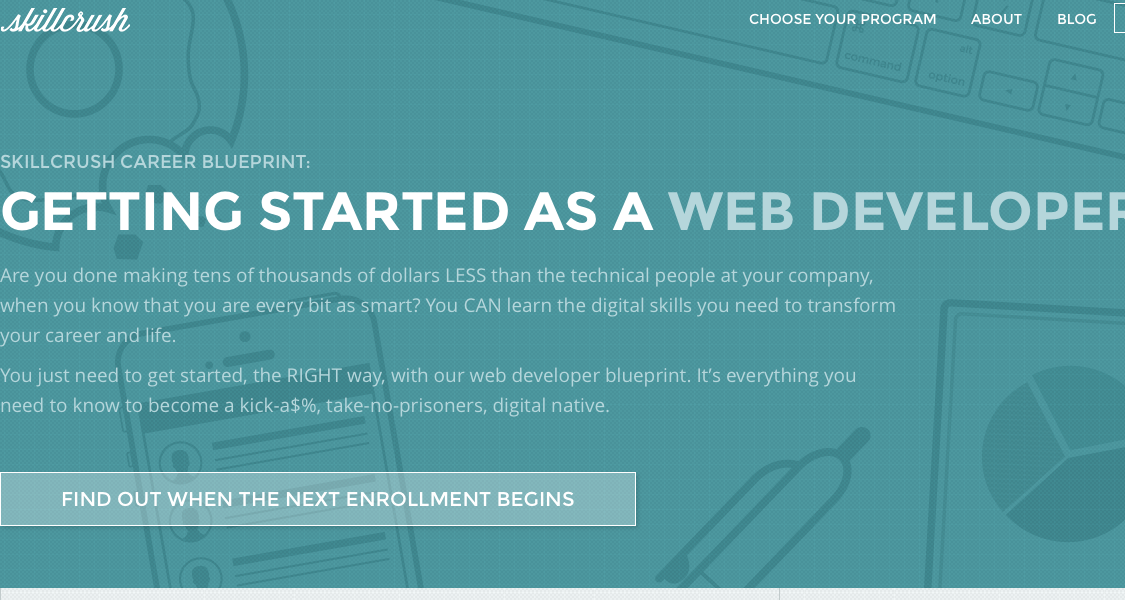 skillcrush
CHOOSE YOUR PROGRAM
ABOUT
BLOG
command
alt
option
SKILLCRUSH CAREER BLUEPRINT:
GETTING STARTED AS A WEB DEVELOPER
Are you done making tens of thousands of dollars LESS than the technical people at your company,
when you know that you are every bit as smart? You CAN learn the digital skills you need to transform
your career and life.
You just need to get started, the RIGHT way, with our web developer blueprint. It’s everything you
need to know to become a kick-a$%, take-no-prisoners, digital native.
FIND OUT WHEN THE NEXT ENROLLMENT BEGINS